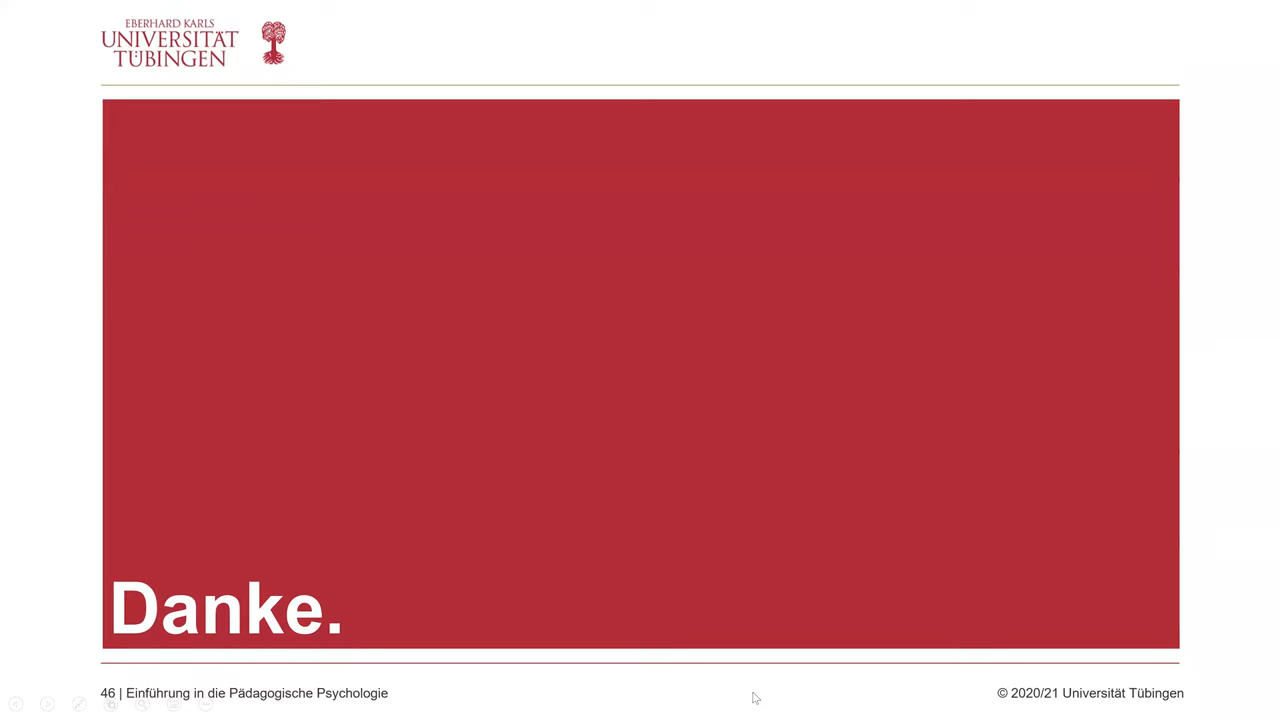 EBERHARD KARLS
UNIVERSITÄT
TÜBINGEN
Danke.
46 | Einführung in die Pädagogische Psychologie
© 2020/21 Universität Tübingen